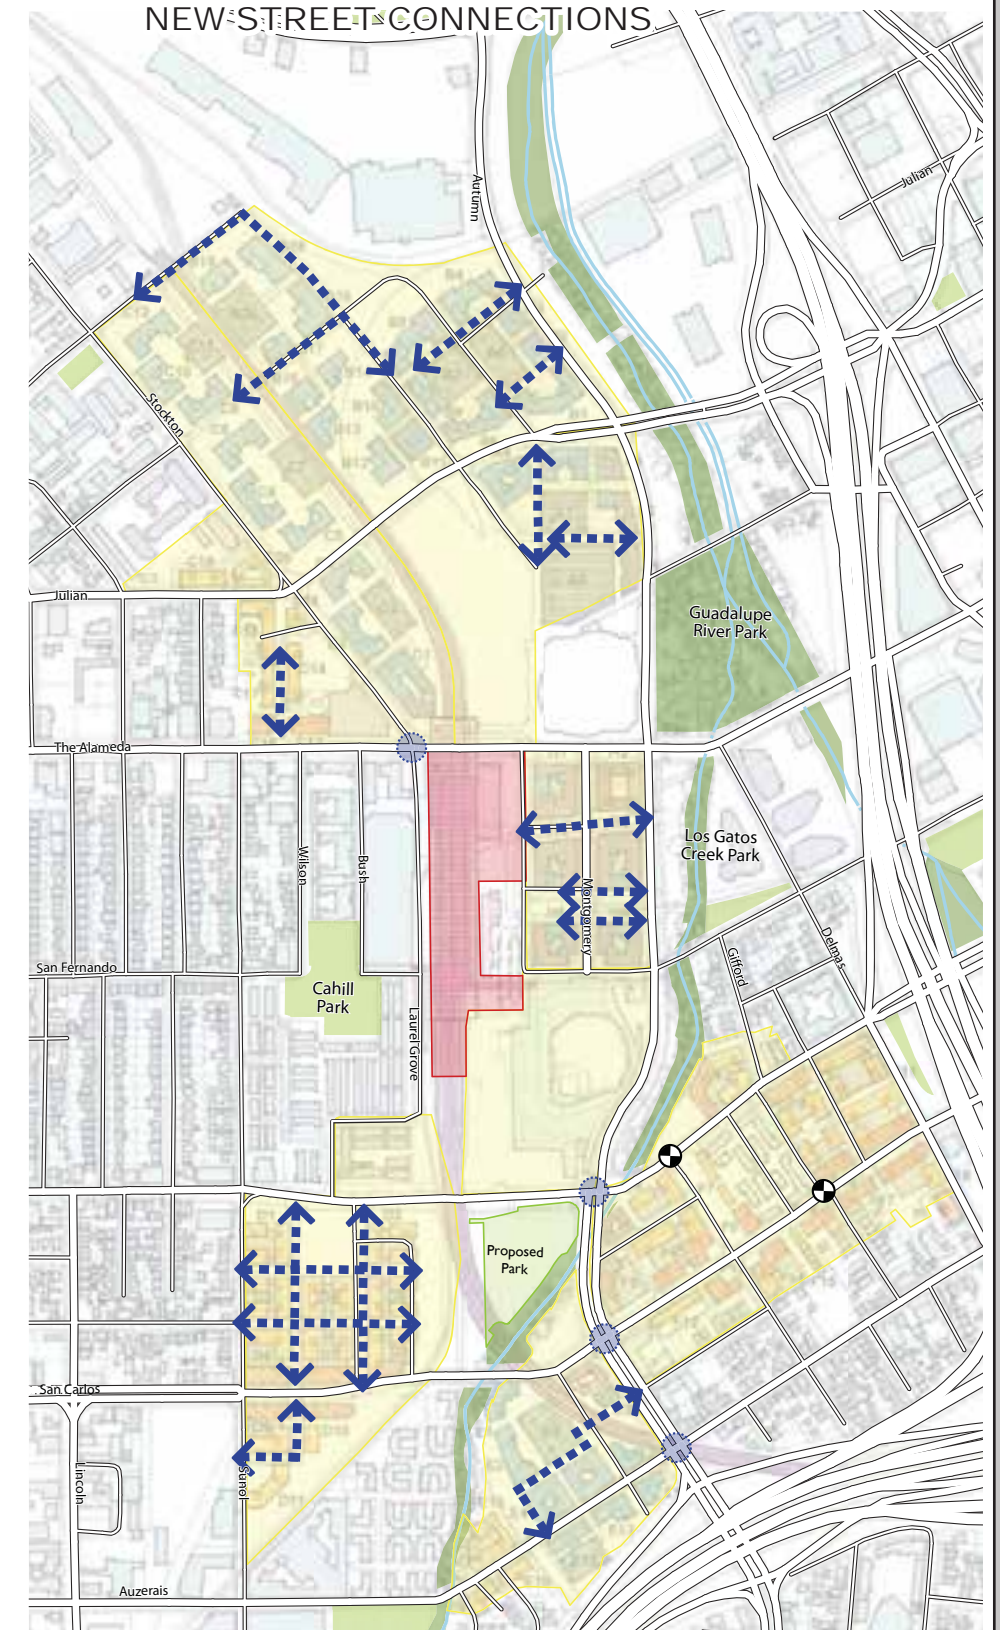 NEW STREET CONNECTIONS
Julian
Autumn
Stockton
Julian
Guadalupe
River Park
The Alameda
Los Gatos
Creek Park
Wilson
Bush
Montgomery
Delmas
Gifford
San Fernando
Cahill
Park
Laurel Grove
Proposed
Park
San Carlos
Lincoln
Sunol
Auzerais